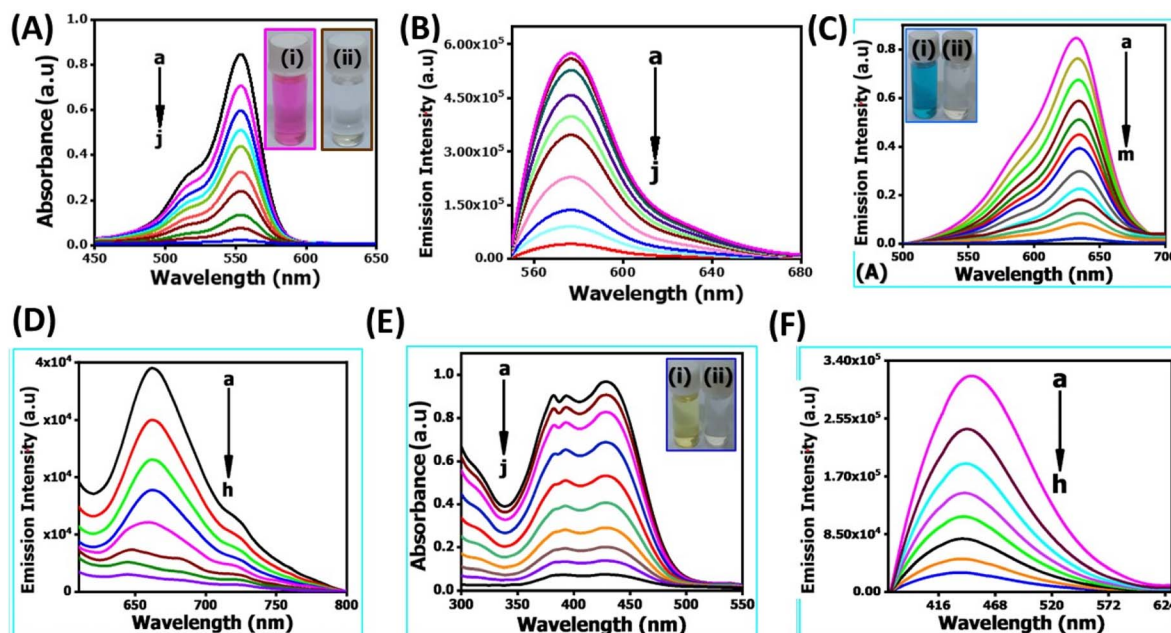 (A)
Absorbance (a.u)
1.0
0.8
0.6
0.4
0.2
0.0
a
j
(i) (ii)
450 500 550 600 650
Wavelength (nm)
(B)
Emission Intensity (a.u)
6.00x10⁵
4.50x10⁵
3.00x10⁵
1.50x10⁵
0.00
a
j
560 600 640 680
Wavelength (nm)
(C)
Emission Intensity (a.u)
0.8
0.6
0.4
0.2
0.0
(i) (ii)
a
m
500 550 600 650 700
(A) Wavelength (nm)
(D)
Emission Intensity (a.u)
4x10⁴
x10⁴
x10⁴
x10⁴
0
a
h
650 700 750 800
Wavelength (nm)
(E)
Absorbance (a.u)
1.0
0.8
0.6
0.4
0.2
0.0
a
j
(i) (ii)
300 350 400 450 500 550
Wavelength (nm)
(F)
Emission Intensity (a.u)
3.40x10⁵
2.55x10⁵
1.70x10⁵
8.50x10⁴
0
a
h
416 468 520 572
Wavelength (nm)